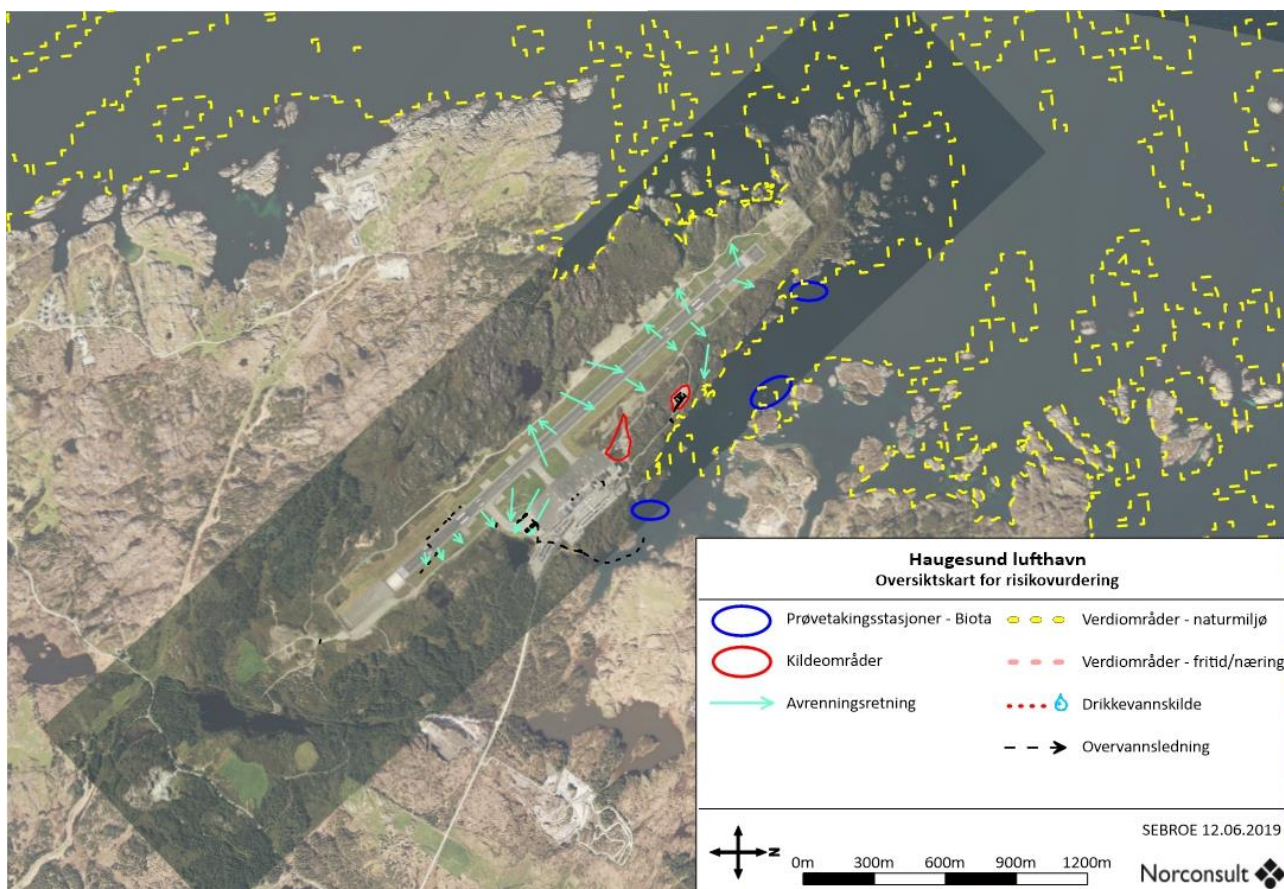 Haugesund lufthavn
Oversiktskart for risikovurdering
Prøvetakingsstasjoner - Biota
Verdiområder - naturmiljø
Kildeområder
Verdiområder - fritid/næring
Avrenningsretning
Drikkevannskilde
Overvannsledning
N
SEBROE 12.06.2019
0m 300m 600m 900m 1200m
Norconsult